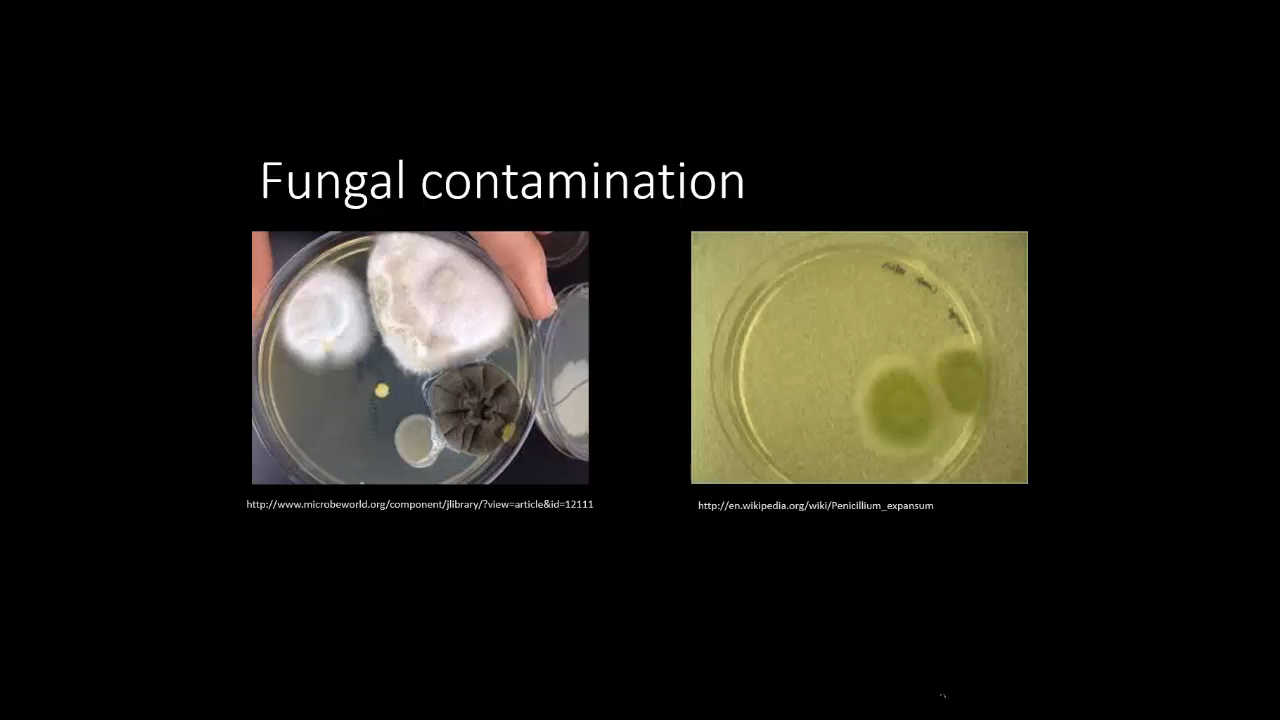 Fungal contamination
http://www.microbeworld.org/component/jlibrary/?view=article&id=12111
http://en.wikipedia.org/wiki/Penicillium_expansum